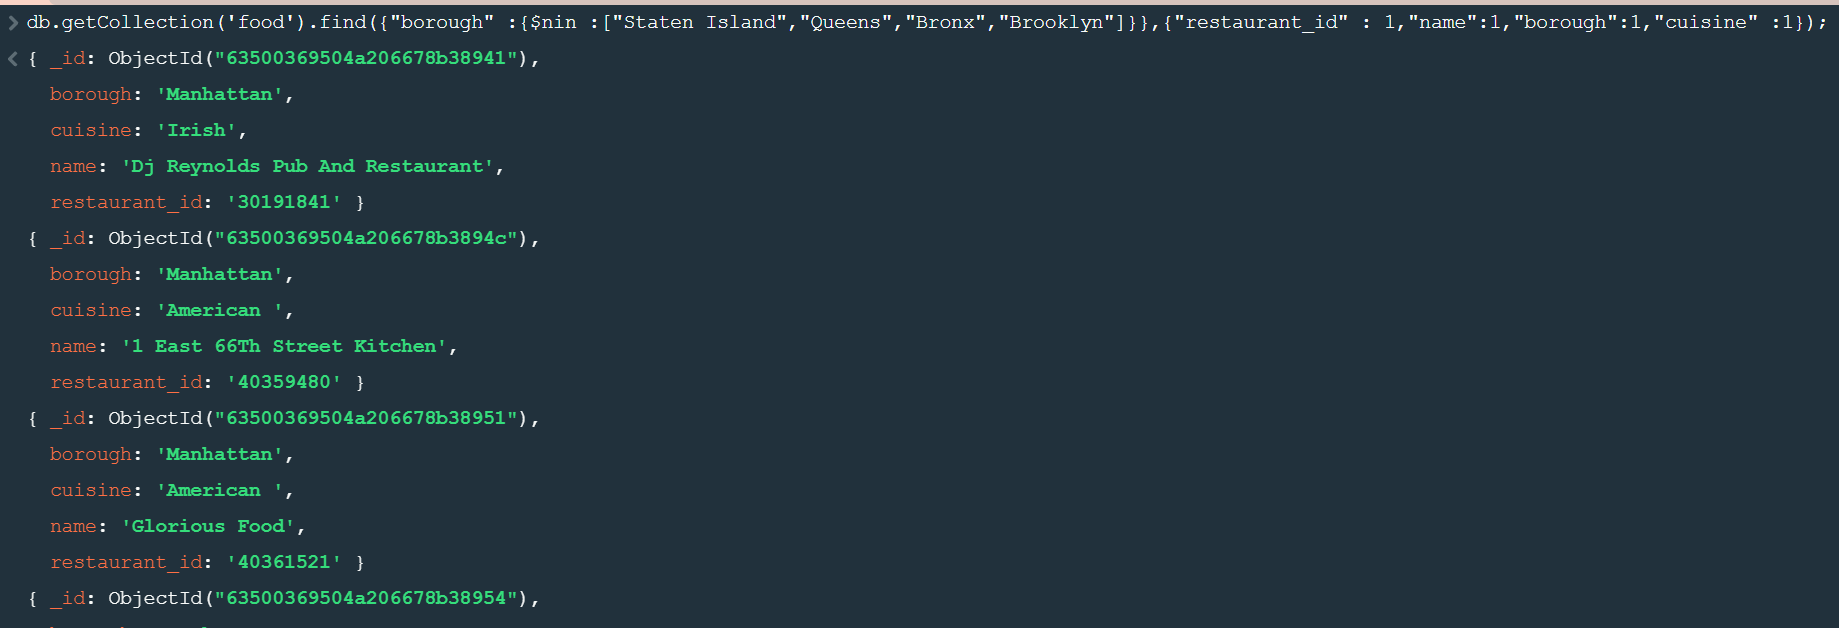 db.getCollection('food').find({"borough" :{$nin :["Staten Island","Queens","Bronx","Brooklyn"]}},{"restaurant_id" : 1,"name":1,"borough":1,"cuisine" :1});
{ _id: ObjectId("63500369504a206678b38941"),
borough: 'Manhattan',
cuisine: 'Irish',
name: 'Dj Reynolds Pub And Restaurant',
restaurant_id: '30191841' }
{ _id: ObjectId("63500369504a206678b3894c"),
borough: 'Manhattan',
cuisine: 'American ',
name: '1 East 66Th Street Kitchen',
restaurant_id: '40359480' }
{ _id: ObjectId("63500369504a206678b38951"),
borough: 'Manhattan',
cuisine: 'American ',
name: 'Glorious Food',
restaurant_id: '40361521' }
{ _id: ObjectId("63500369504a206678b38954"),